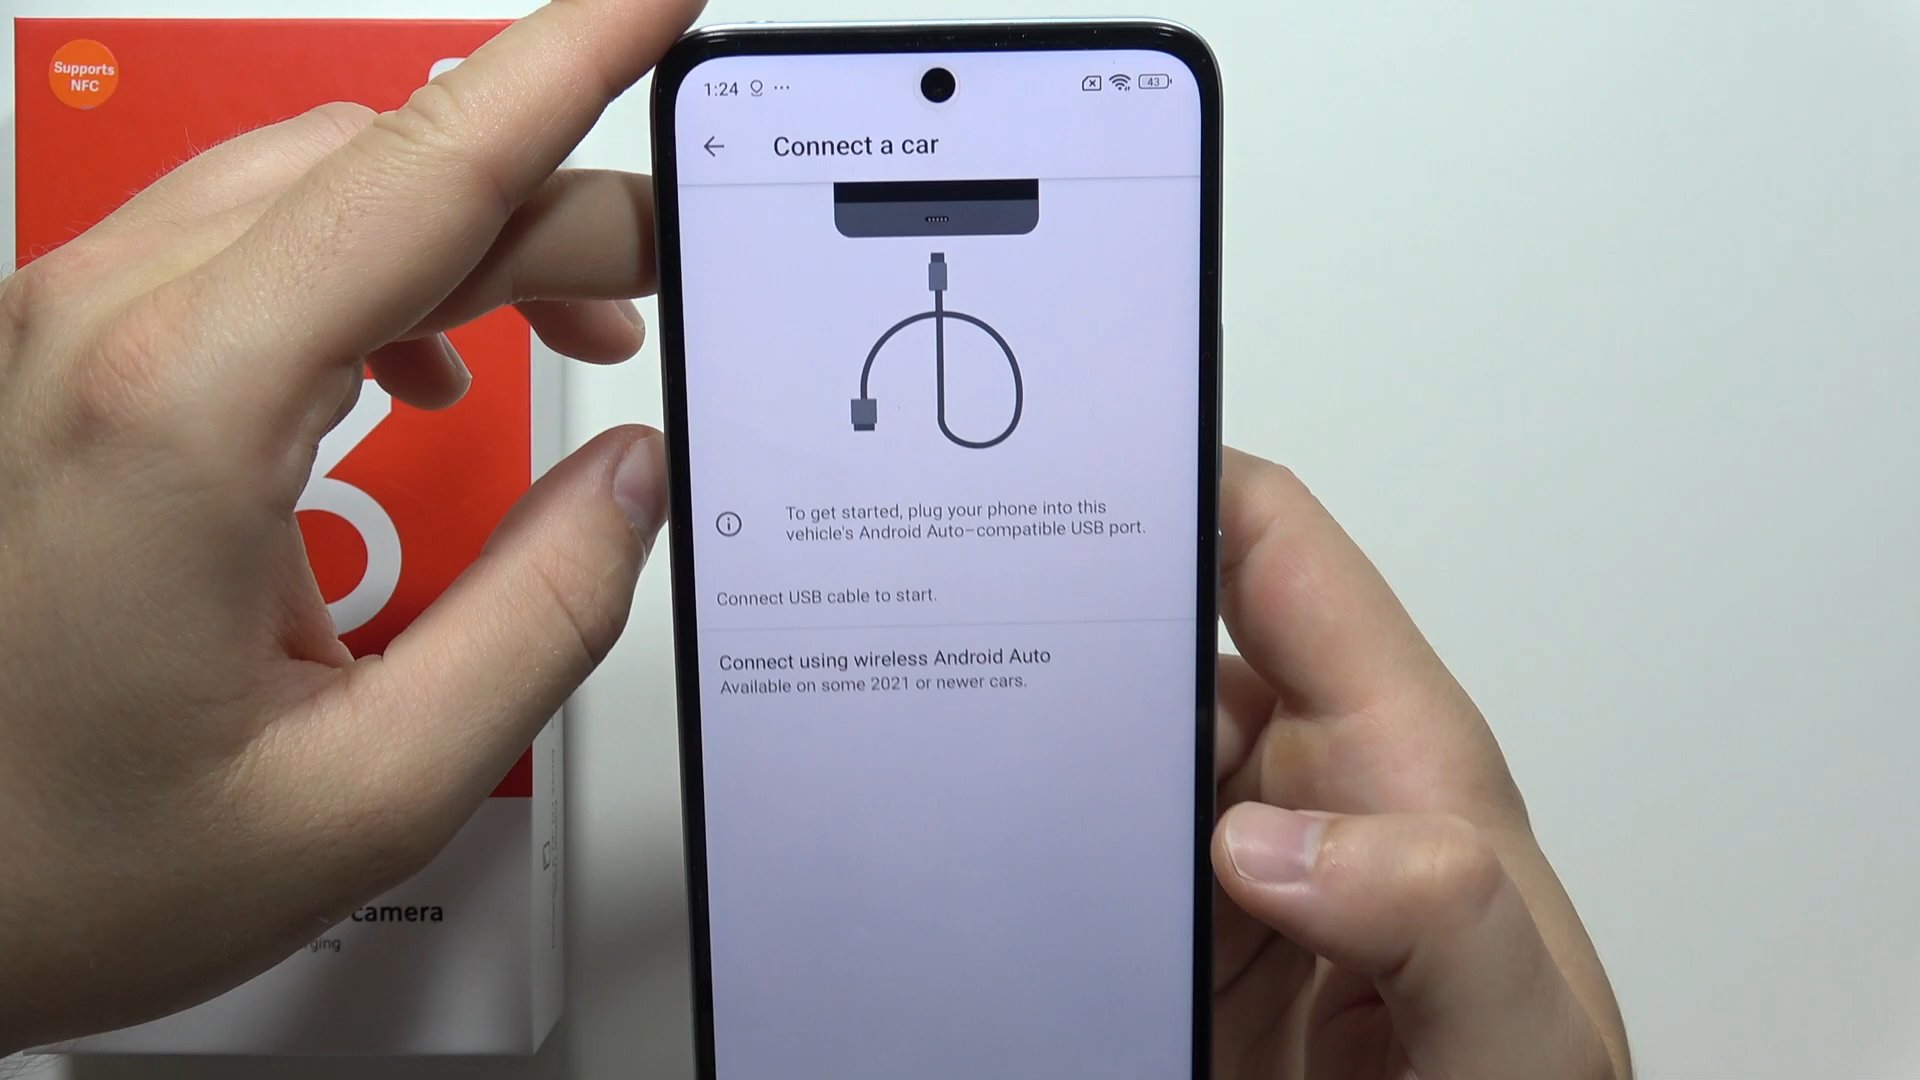 Supports
NFC
1:24
43
Connect a car
To get started, plug your phone into this
vehicle's Android Auto–compatible USB port.
Connect USB cable to start.
Connect using wireless Android Auto
Available on some 2021 or newer cars.
camera